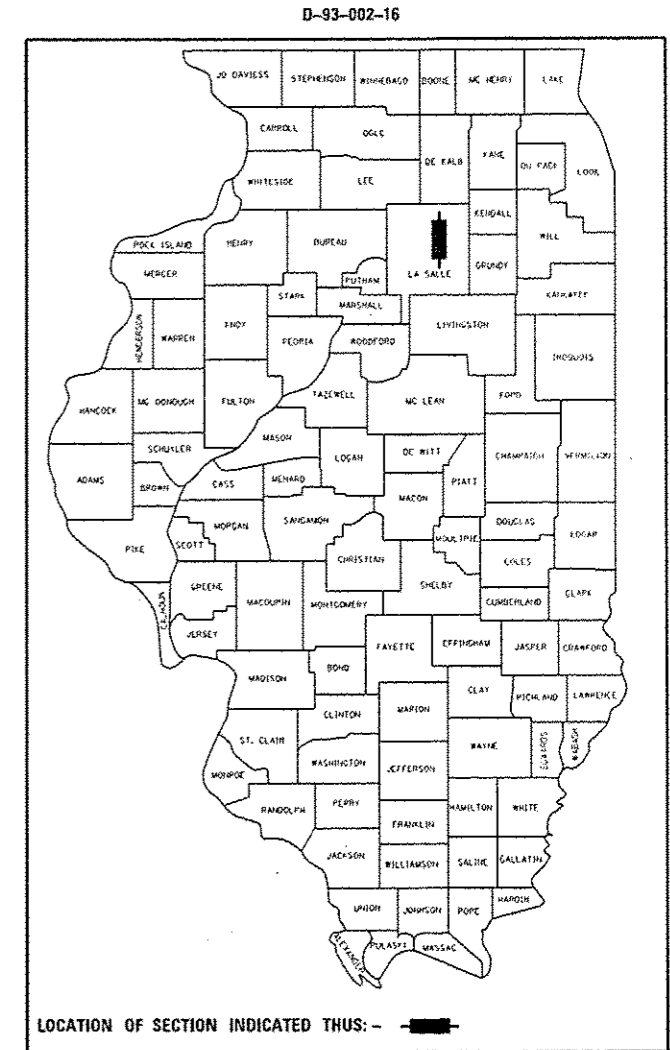 D-93-002-16
JO DAVIESS STEPHENSON WINNEBAGO BOONE MC HENRY LAKE
CARROLL OGLE
DE KALB KANE DU PAGE
WHITESIDE LEE
KENDALL
ROCK ISLAND HENRY BUREAU WILL
MERCER PUTNAM LA SALLE GRUNDY
STARK MARSHALL
HENDERSON WARREN KNOX LIVINGSTON
PEORIA WOODFORD IROQUOIS
HANCOCK MC DONOUGH FULTON TAZEWELL MC LEAN FORD
MASON
SCHUYLER LOGAN DE WITT CHAMPAIGN VERMILION
ADAMS BROWN CASS MENARD PIATT
MACON
MORGAN SANGAMON DOUGLAS
PIKE SCOTT MOULTRIE EDGAR
CHRISTIAN COLES
GREENE SHELBY
CALHOUN MACOUPIN MONTGOMERY CUMBERLAND CLARK
JERSEY
FAYETTE EFFINGHAM JASPER CRAWFORD
BOND
MADISON CLAY
RICHLAND LAWRENCE
CLINTON MARION
ST. CLAIR WAYNE EDWARDS WABASH
WASHINGTON JEFFERSON
MONROE
RANDOLPH PERRY HAMILTON WHITE
FRANKLIN
JACKSON WILLIAMSON SALINE GALLATIN
HARDIN
UNION JOHNSON POPE
ALEXANDER PULASKI MASSAC
LOCATION OF SECTION INDICATED THUS: -